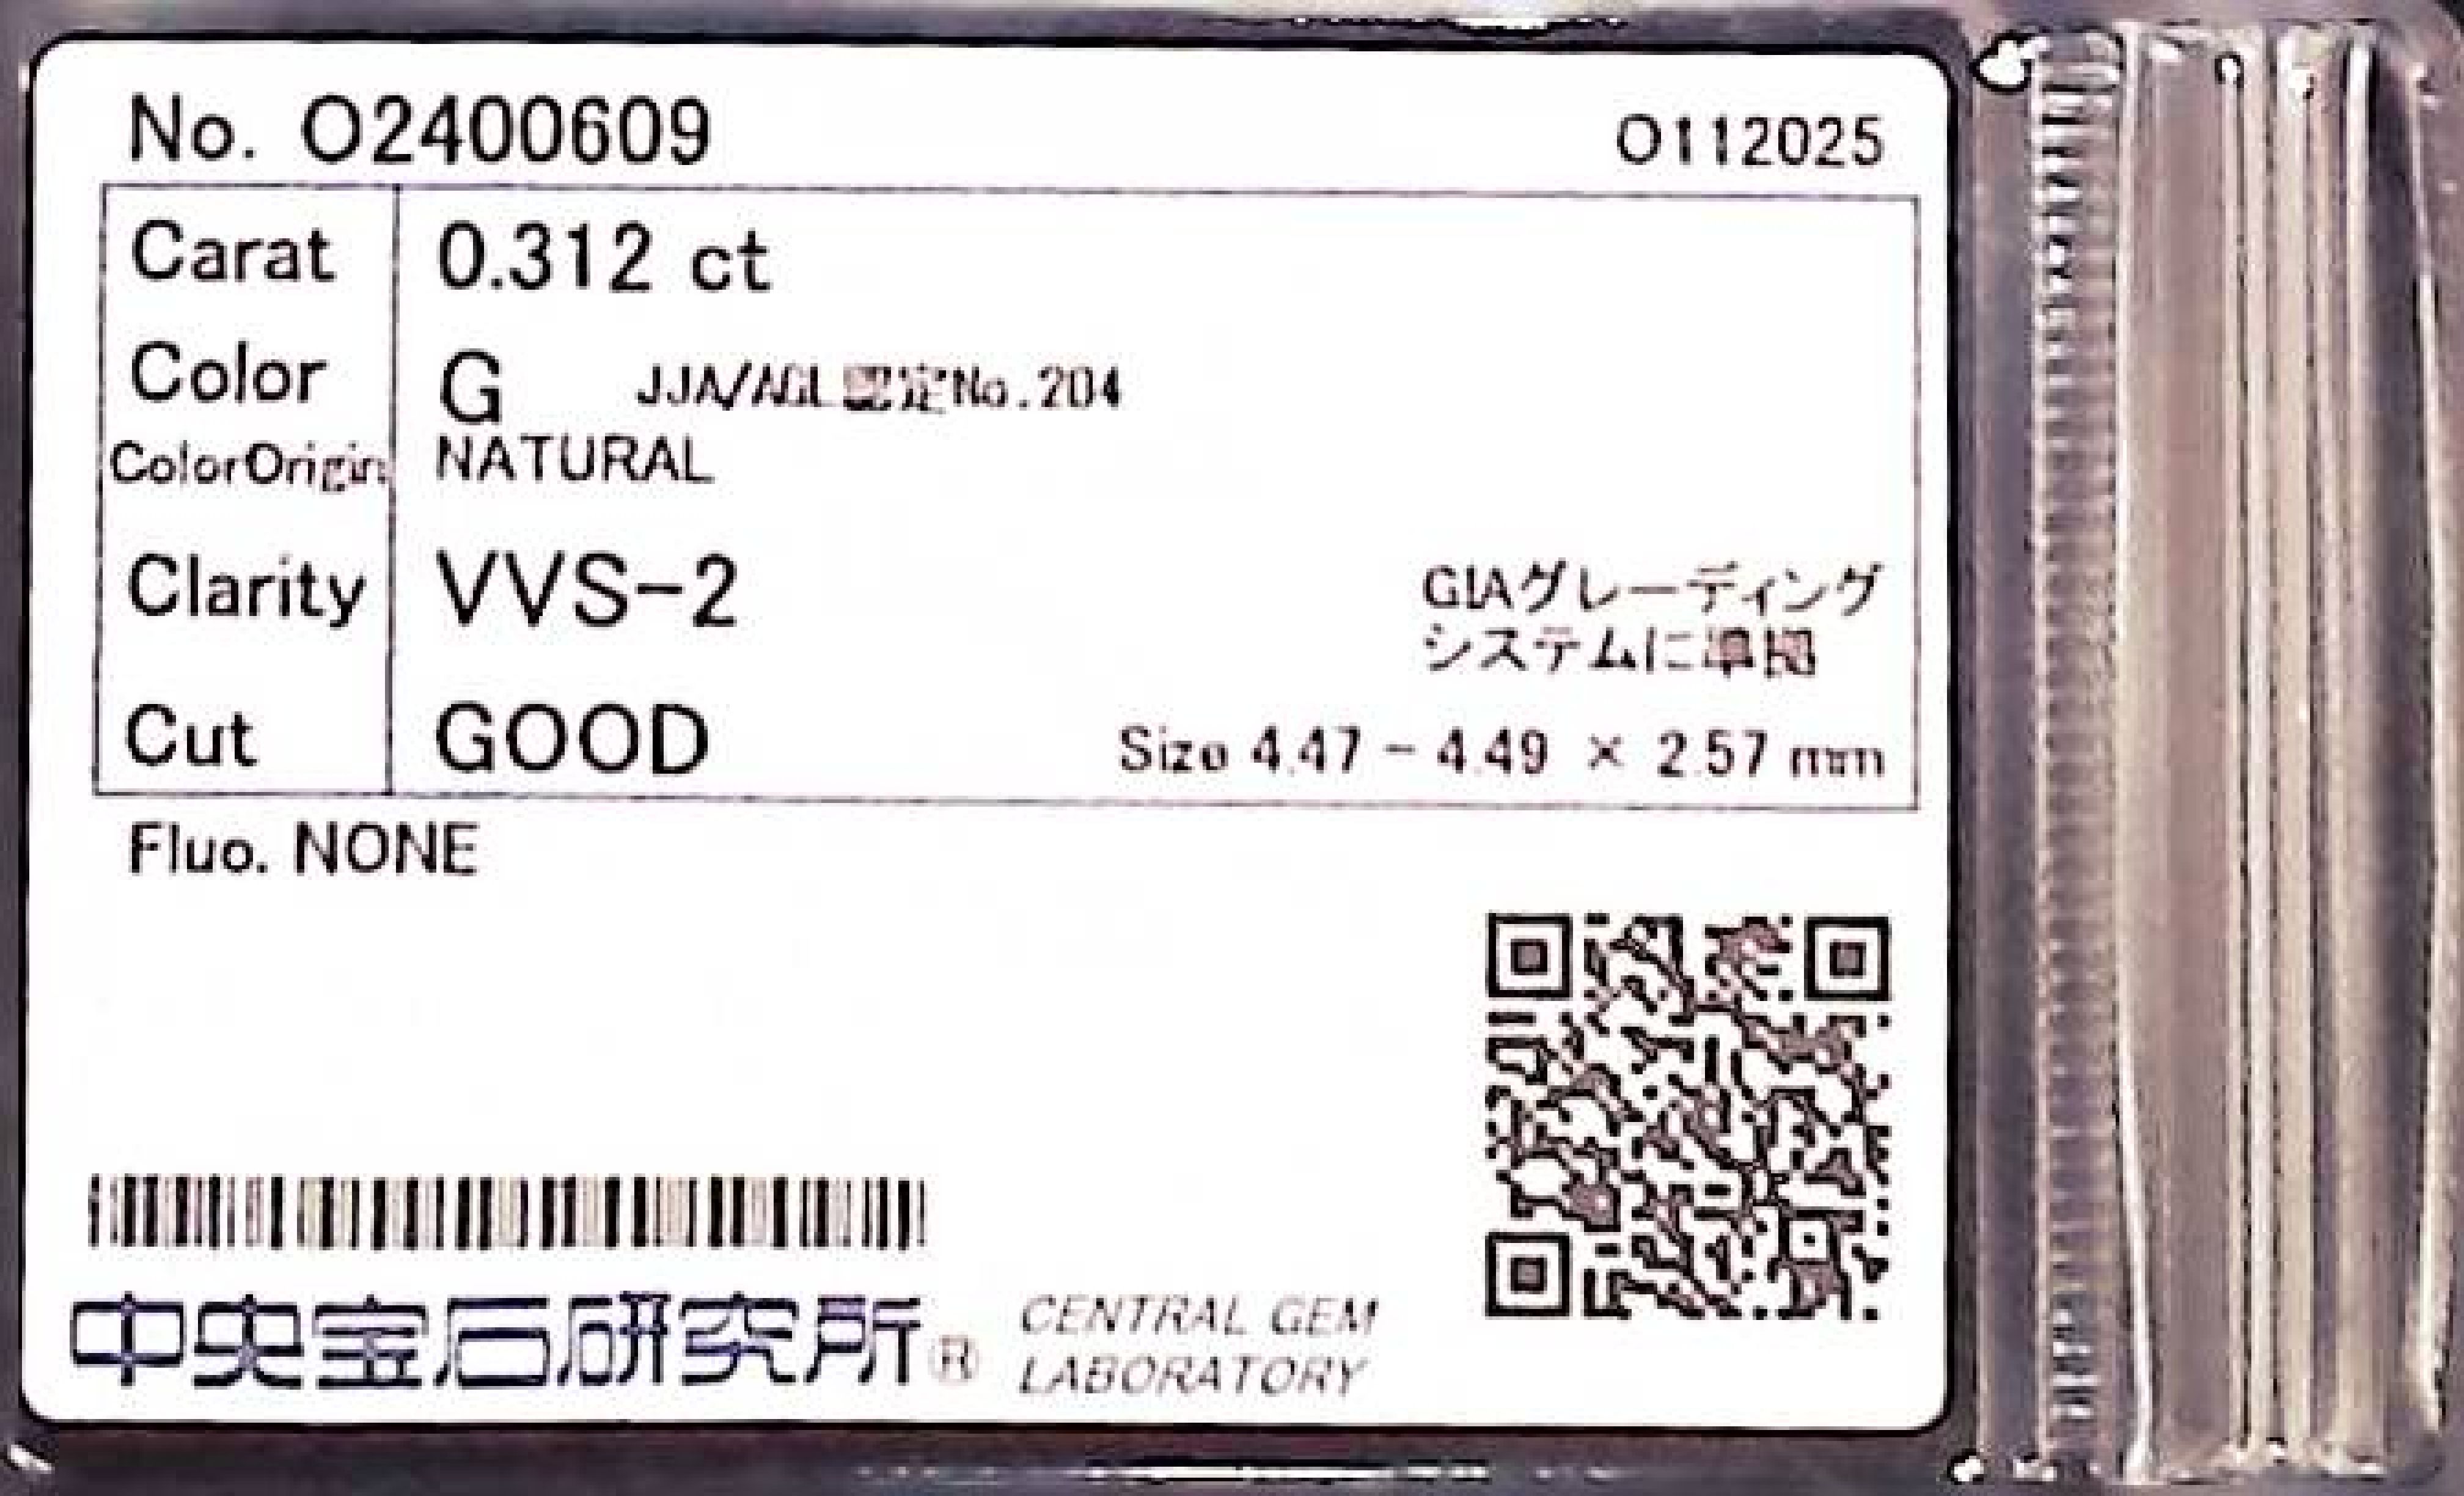 No. O2400609
O112025
Carat 0.312 ct
Color G JJA/AGL認定No.204
ColorOrigin NATURAL
Clarity VVS-2
GIAグレーディング
システムに準拠
Cut GOOD
Size 4.47 - 4.49 × 2.57 mm
Fluo. NONE
中央宝石研究所® CENTRAL GEM
LABORATORY